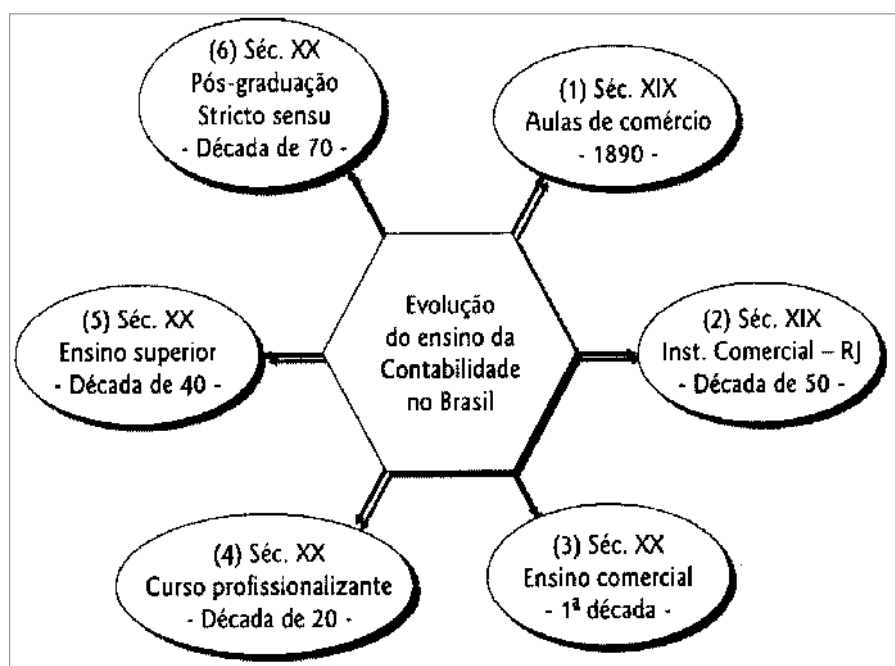 Evolução
do ensino da
Contabilidade
no Brasil
(1) Séc. XIX
Aulas de comércio
- 1890 -
(2) Séc. XIX
Inst. Comercial – RJ
- Década de 50 -
(3) Séc. XX
Ensino comercial
- 1ª década -
(4) Séc. XX
Curso profissionalizante
- Década de 20 -
(5) Séc. XX
Ensino superior
- Década de 40 -
(6) Séc. XX
Pós-graduação
Stricto sensu
- Década de 70 -